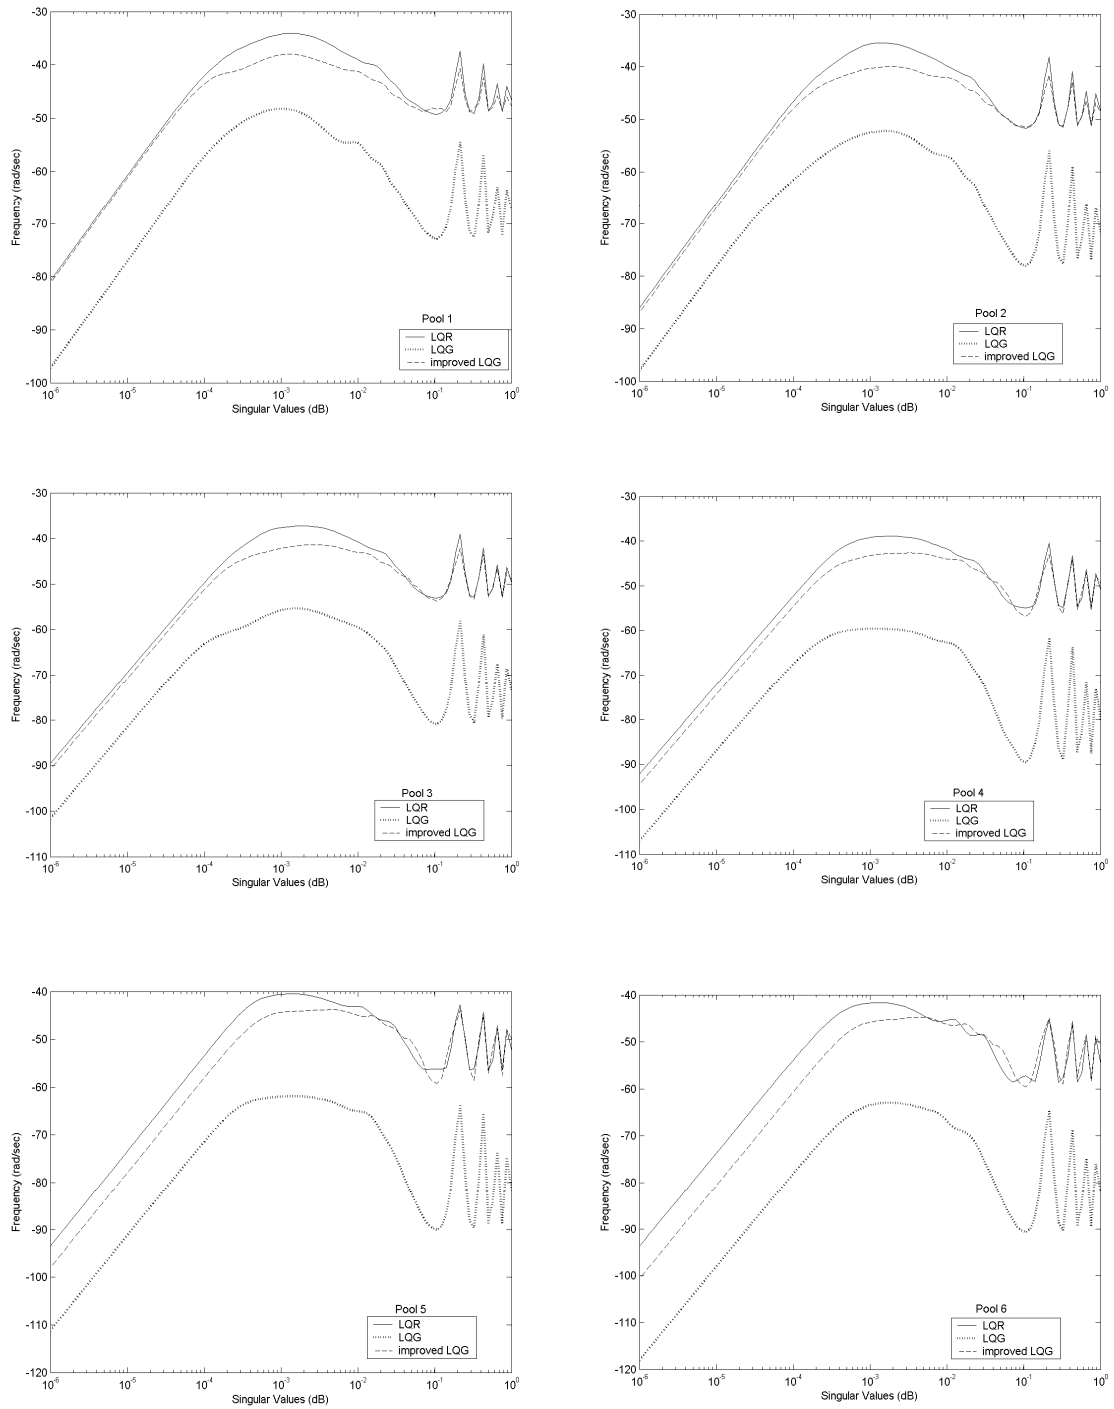 -30
-40
-50
-60
-70
-80
-90
-100
Frequency (rad/sec)
Pool 1
LQR
LQG
improved LQG
10^-6 10^-5 10^-4 10^-3 10^-2 10^-1 10^0
Singular Values (dB)
-30
-40
-50
-60
-70
-80
-90
-100
Frequency (rad/sec)
Pool 2
LQR
LQG
improved LQG
10^-6 10^-5 10^-4 10^-3 10^-2 10^-1 10^0
Singular Values (dB)
-30
-40
-50
-60
-70
-80
-90
-100
-110
Frequency (rad/sec)
Pool 3
LQR
LQG
improved LQG
10^-6 10^-5 10^-4 10^-3 10^-2 10^-1 10^0
Singular Values (dB)
-30
-40
-50
-60
-70
-80
-90
-100
-110
Frequency (rad/sec)
Pool 4
LQR
LQG
improved LQG
10^-6 10^-5 10^-4 10^-3 10^-2 10^-1 10^0
Singular Values (dB)
-40
-50
-60
-70
-80
-90
-100
-110
-120
Frequency (rad/sec)
Pool 5
LQR
LQG
improved LQG
10^-6 10^-5 10^-4 10^-3 10^-2 10^-1 10^0
Singular Values (dB)
-40
-50
-60
-70
-80
-90
-100
-110
-120
Frequency (rad/sec)
Pool 6
LQR
LQG
improved LQG
10^-6 10^-5 10^-4 10^-3 10^-2 10^-1 10^0
Singular Values (dB)